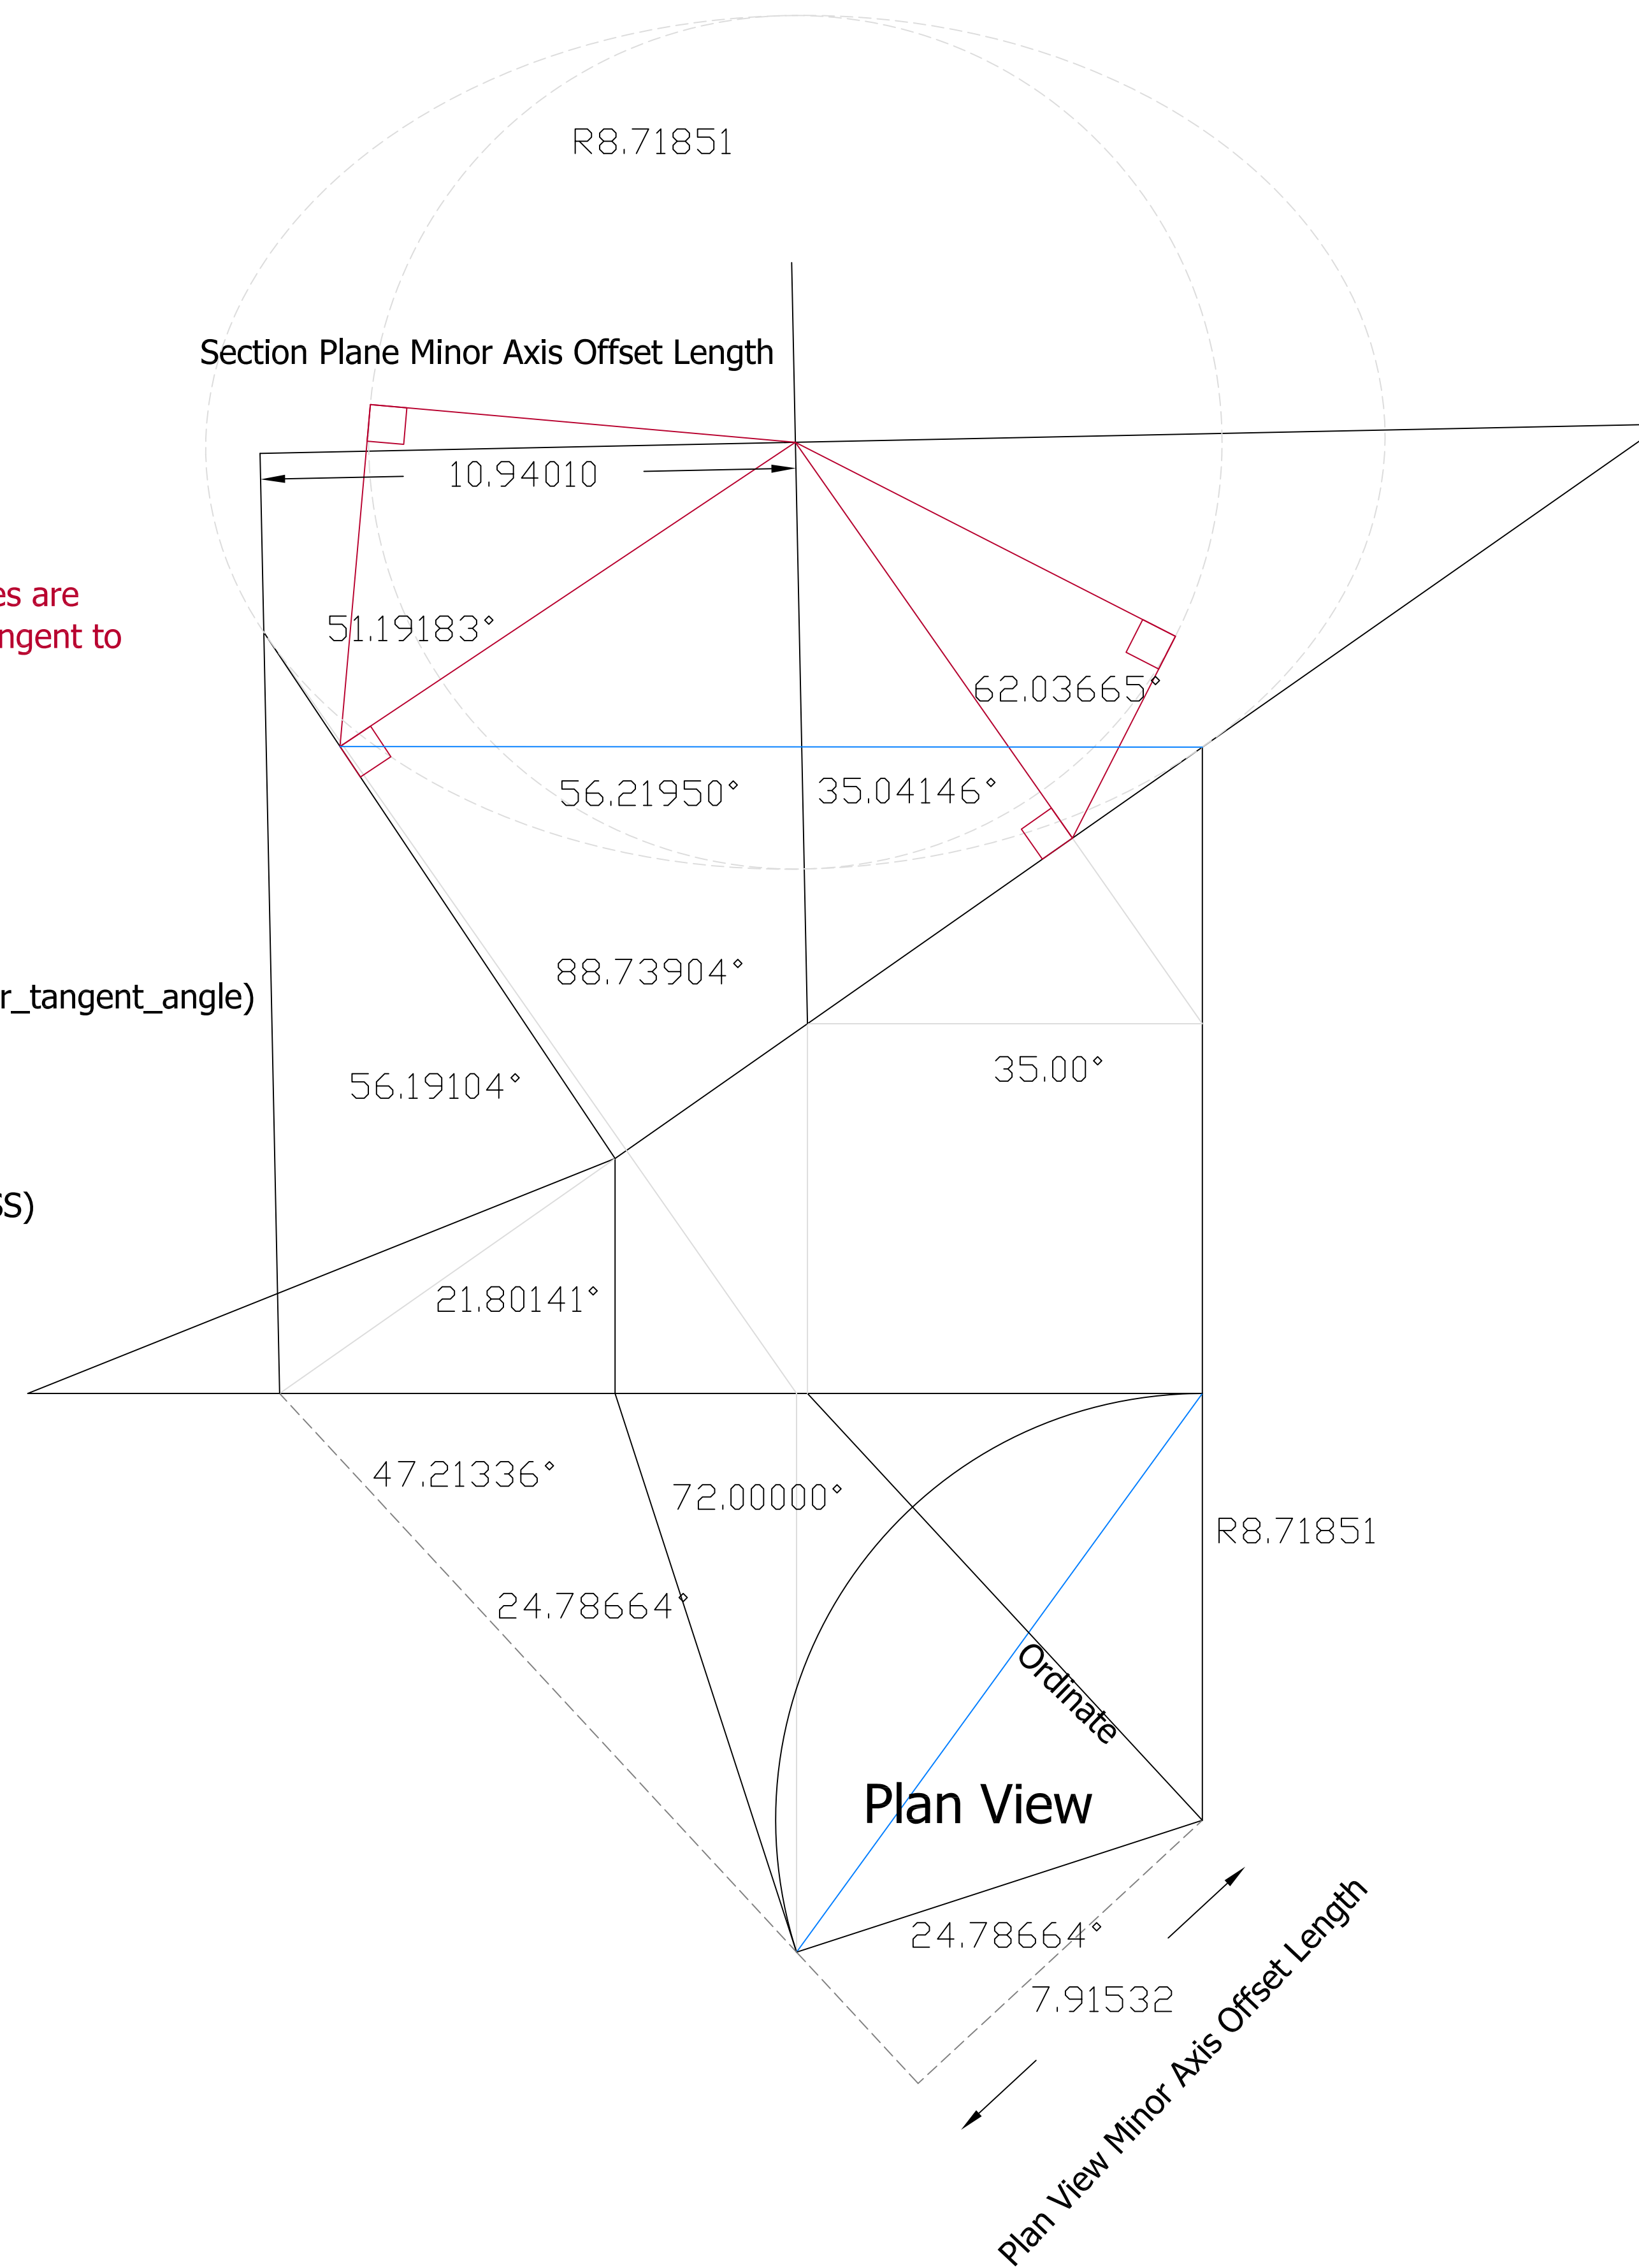 R8.71851
Section Plane Minor Axis Offset Length
10.94010
es are
ngent to
51.19183°
62.03665°
56.21950°
35.04146°
88.73904°
r_tangent_angle)
35.00°
56.19104°
SS)
21.80141°
47.21336°
72.00000°
R8.71851
24.78664°
Ordinate
Plan View
24.78664°
7.91532
Plan View Minor Axis Offset Length